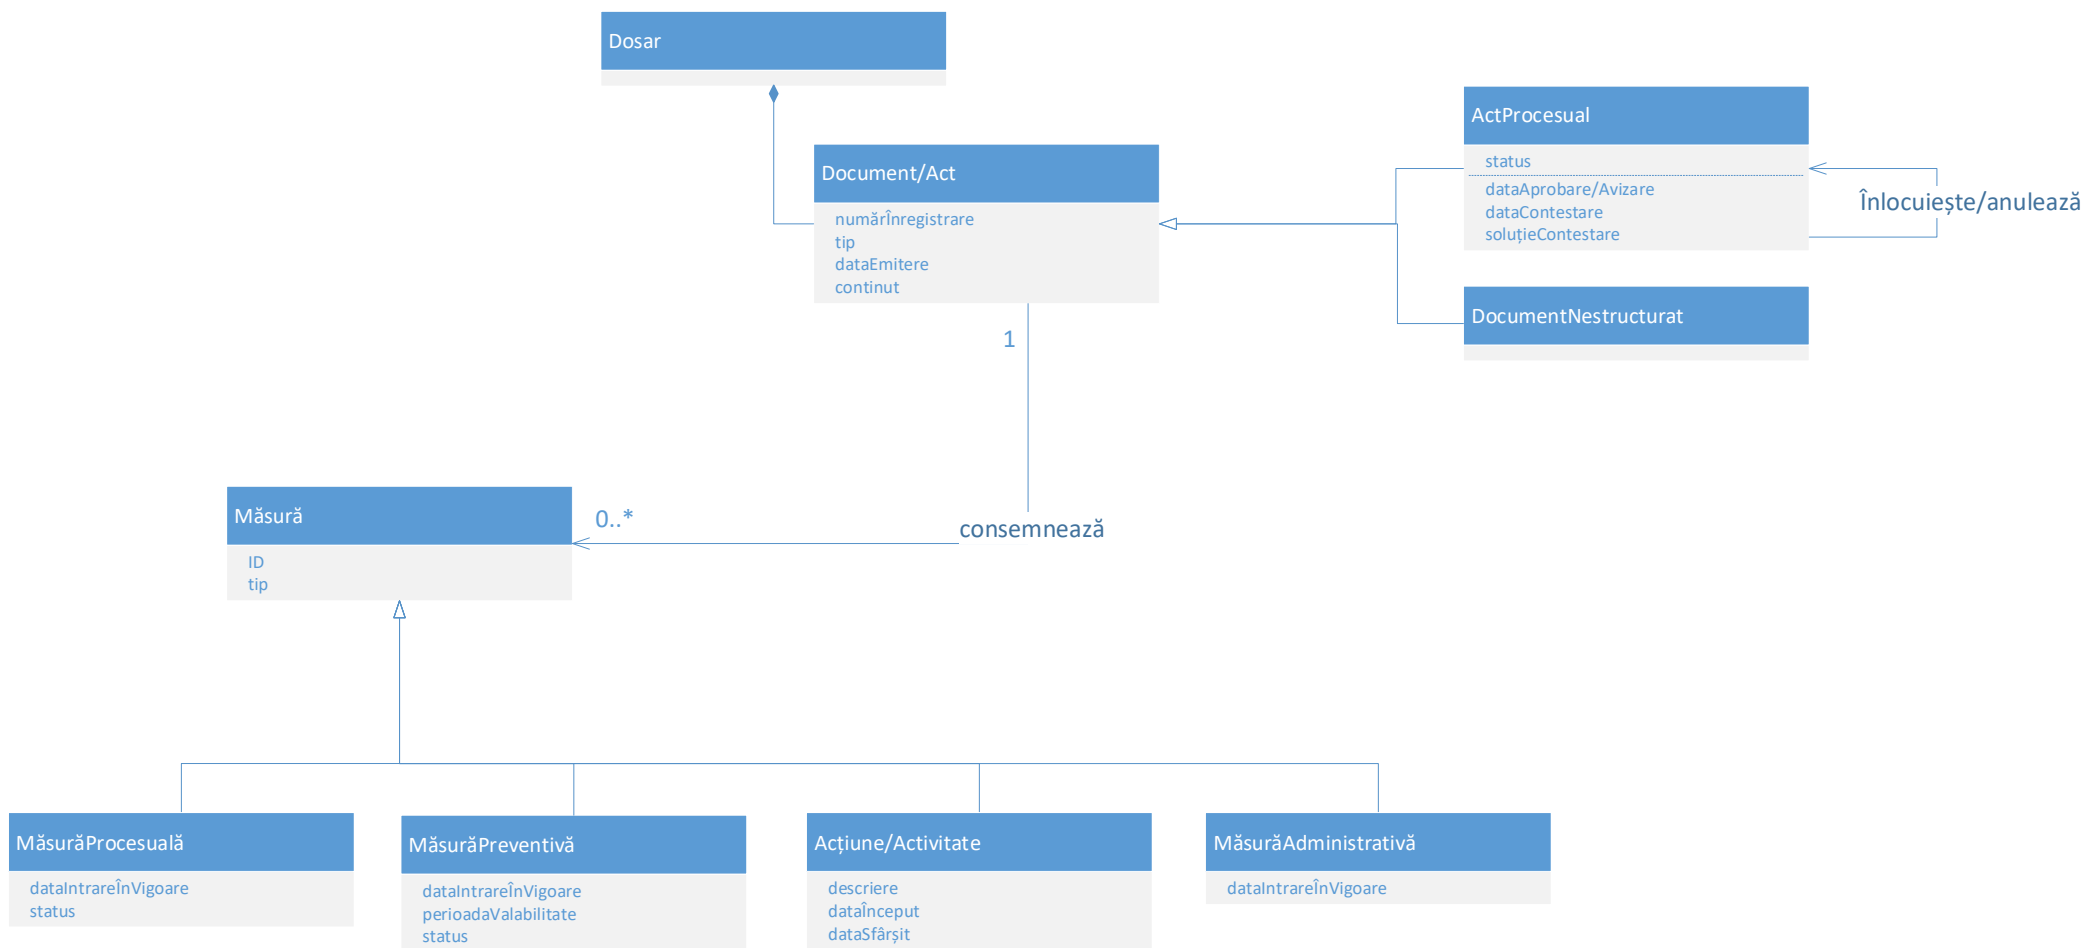 Dosar
Document/Act
numărÎnregistrare
tip
dataEmitere
continut
ActProcesual
status
dataAprobare/Avizare
dataContestare
soluțieContestare
Înlocuiește/anulează
DocumentNestructurat
1
consemnează
0..*
Măsură
ID
tip
MăsurăProcesuală
dataIntrareÎnVigoare
status
MăsurăPreventivă
dataIntrareÎnVigoare
perioadaValabilitate
status
Acțiune/Activitate
descriere
dataÎnceput
dataSfârșit
MăsurăAdministrativă
dataIntrareÎnVigoare